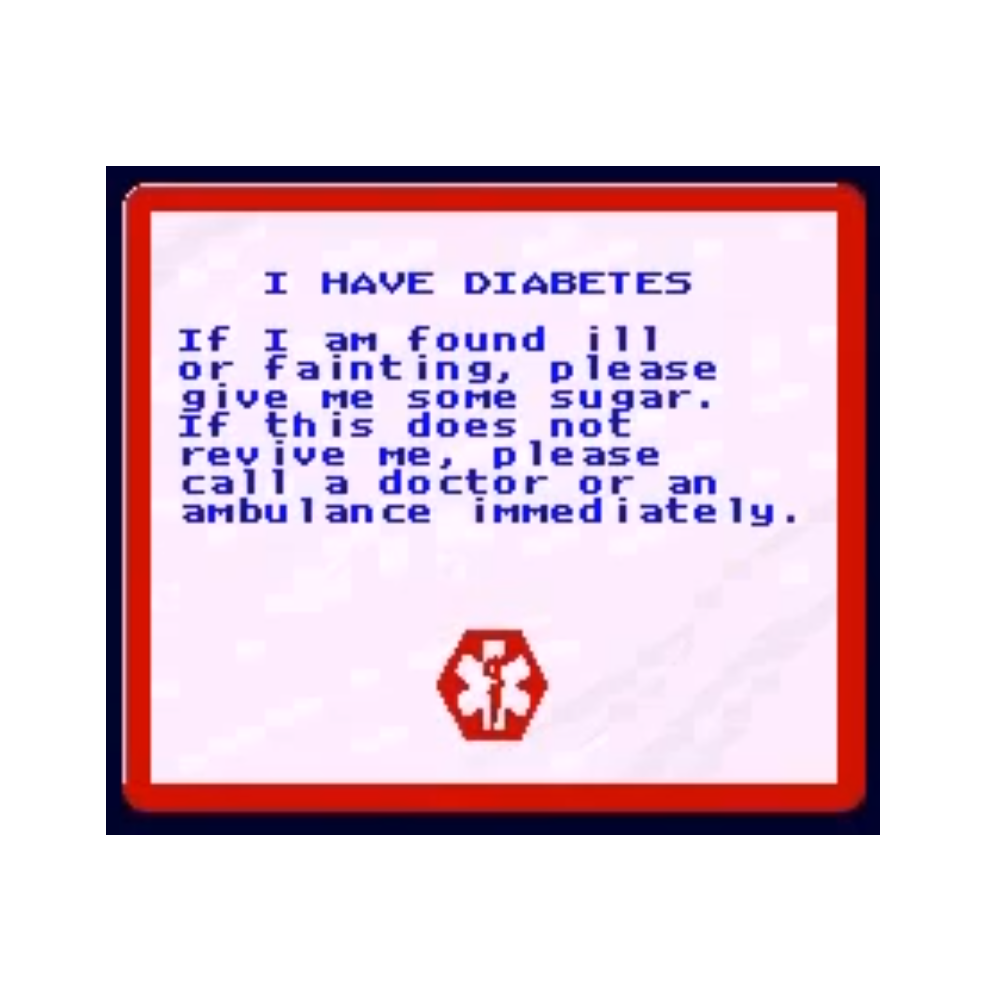 I HAVE DIABETES
If I am found ill
or fainting, please
give me some sugar.
If this does not
revive me, please
call a doctor or an
ambulance immediately.